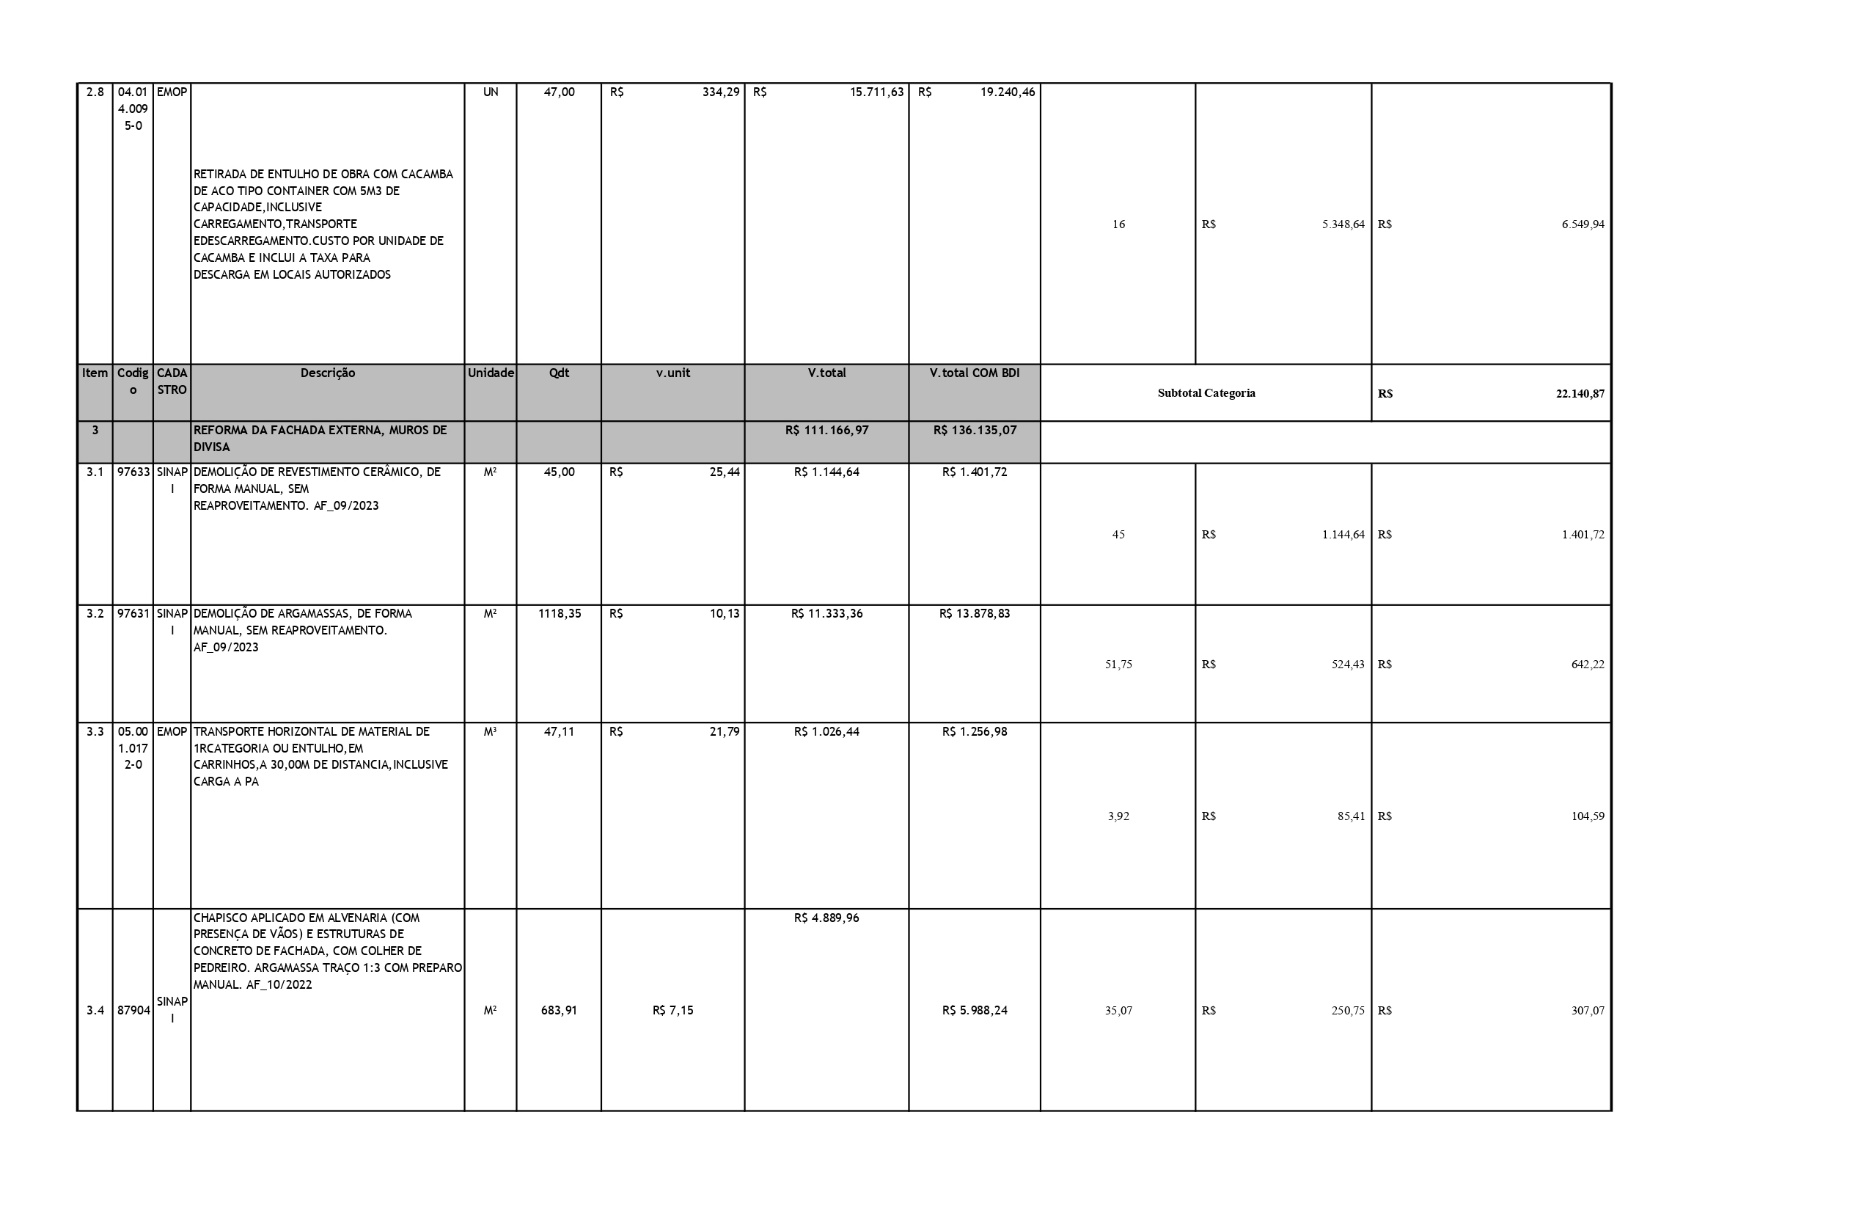 2.8 04.01 EMOP UN 47,00 R$ 334,29 R$ 15.711,63 R$ 19.240,46
4.009
5-0
RETIRADA DE ENTULHO DE OBRA COM CACAMBA
DE ACO TIPO CONTAINER COM 5M3 DE
CAPACIDADE,INCLUSIVE
CARREGAMENTO,TRANSPORTE 16 R$ 5.348,64 R$ 6.549,94
EDESCARREGAMENTO.CUSTO POR UNIDADE DE
CACAMBA E INCLUI A TAXA PARA
DESCARGA EM LOCAIS AUTORIZADOS
Item Codig CADA Descrição Unidade Qdt v.unit V.total V.total COM BDI
o STRO
Subtotal Categoria R$ 22.140,87
3 REFORMA DA FACHADA EXTERNA, MUROS DE R$ 111.166,97 R$ 136.135,07
DIVISA
3.1 97633 SINAP DEMOLIÇÃO DE REVESTIMENTO CERÂMICO, DE M² 45,00 R$ 25,44 R$ 1.144,64 R$ 1.401,72
I FORMA MANUAL, SEM
REAPROVEITAMENTO. AF_09/2023
45 R$ 1.144,64 R$ 1.401,72
3.2 97631 SINAP DEMOLIÇÃO DE ARGAMASSAS, DE FORMA M² 1118,35 R$ 10,13 R$ 11.333,36 R$ 13.878,83
I MANUAL, SEM REAPROVEITAMENTO.
AF_09/2023
51,75 R$ 524,43 R$ 642,22
3.3 05.00 EMOP TRANSPORTE HORIZONTAL DE MATERIAL DE M³ 47,11 R$ 21,79 R$ 1.026,44 R$ 1.256,98
1.017 1RCATEGORIA OU ENTULHO,EM
2-0 CARRINHOS,A 30,00M DE DISTANCIA,INCLUSIVE
CARGA A PA
3,92 R$ 85,41 R$ 104,59
CHAPISCO APLICADO EM ALVENARIA (COM R$ 4.889,96
PRESENÇA DE VÃOS) E ESTRUTURAS DE
CONCRETO DE FACHADA, COM COLHER DE
PEDREIRO. ARGAMASSA TRAÇO 1:3 COM PREPARO
MANUAL. AF_10/2022
SINAP
3.4 87904 I M² 683,91 R$ 7,15 R$ 5.988,24 35,07 R$ 250,75 R$ 307,07